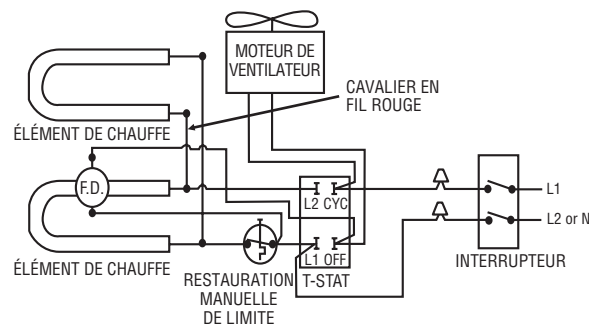 MOTEUR DE
VENTILATEUR
CAVALIER EN
FIL ROUGE
ÉLÉMENT DE CHAUFFE
F.D.
L2 CYC
L1
L2 or N
L1 OFF
INTERRUPTEUR
ÉLÉMENT DE CHAUFFE
RESTAURATION
MANUELLE
DE LIMITE
T-STAT